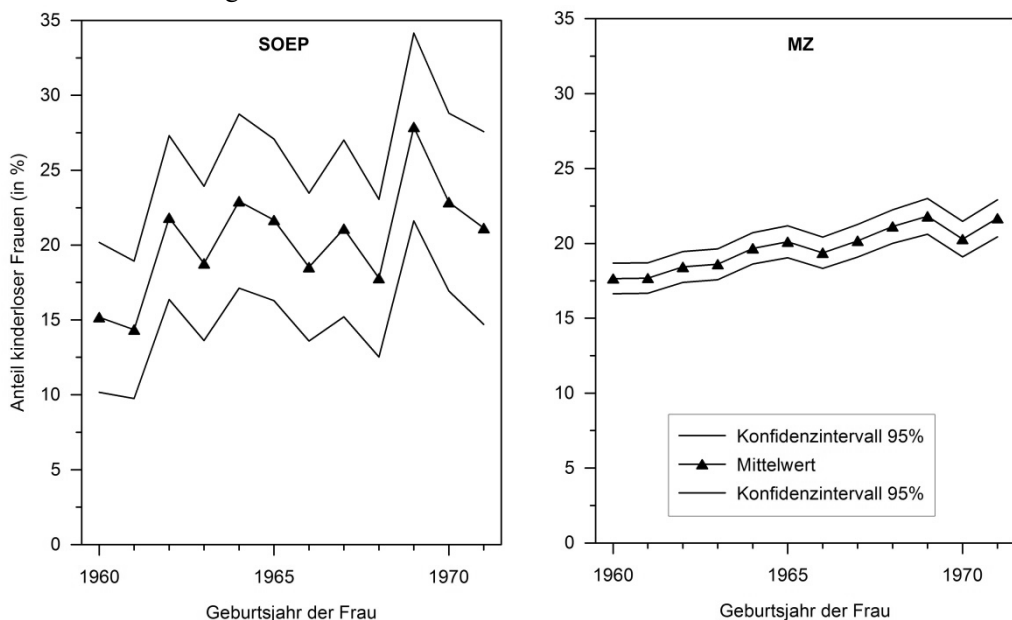 35
30
25
20
15
10
5
0
Anteil kinderloser Frauen (in %)
SOEP
1960
1965
1970
Geburtsjahr der Frau
35
30
25
20
15
10
5
0
MZ
Konfidenzintervall 95%
Mittelwert
Konfidenzintervall 95%
1960
1965
1970
Geburtsjahr der Frau